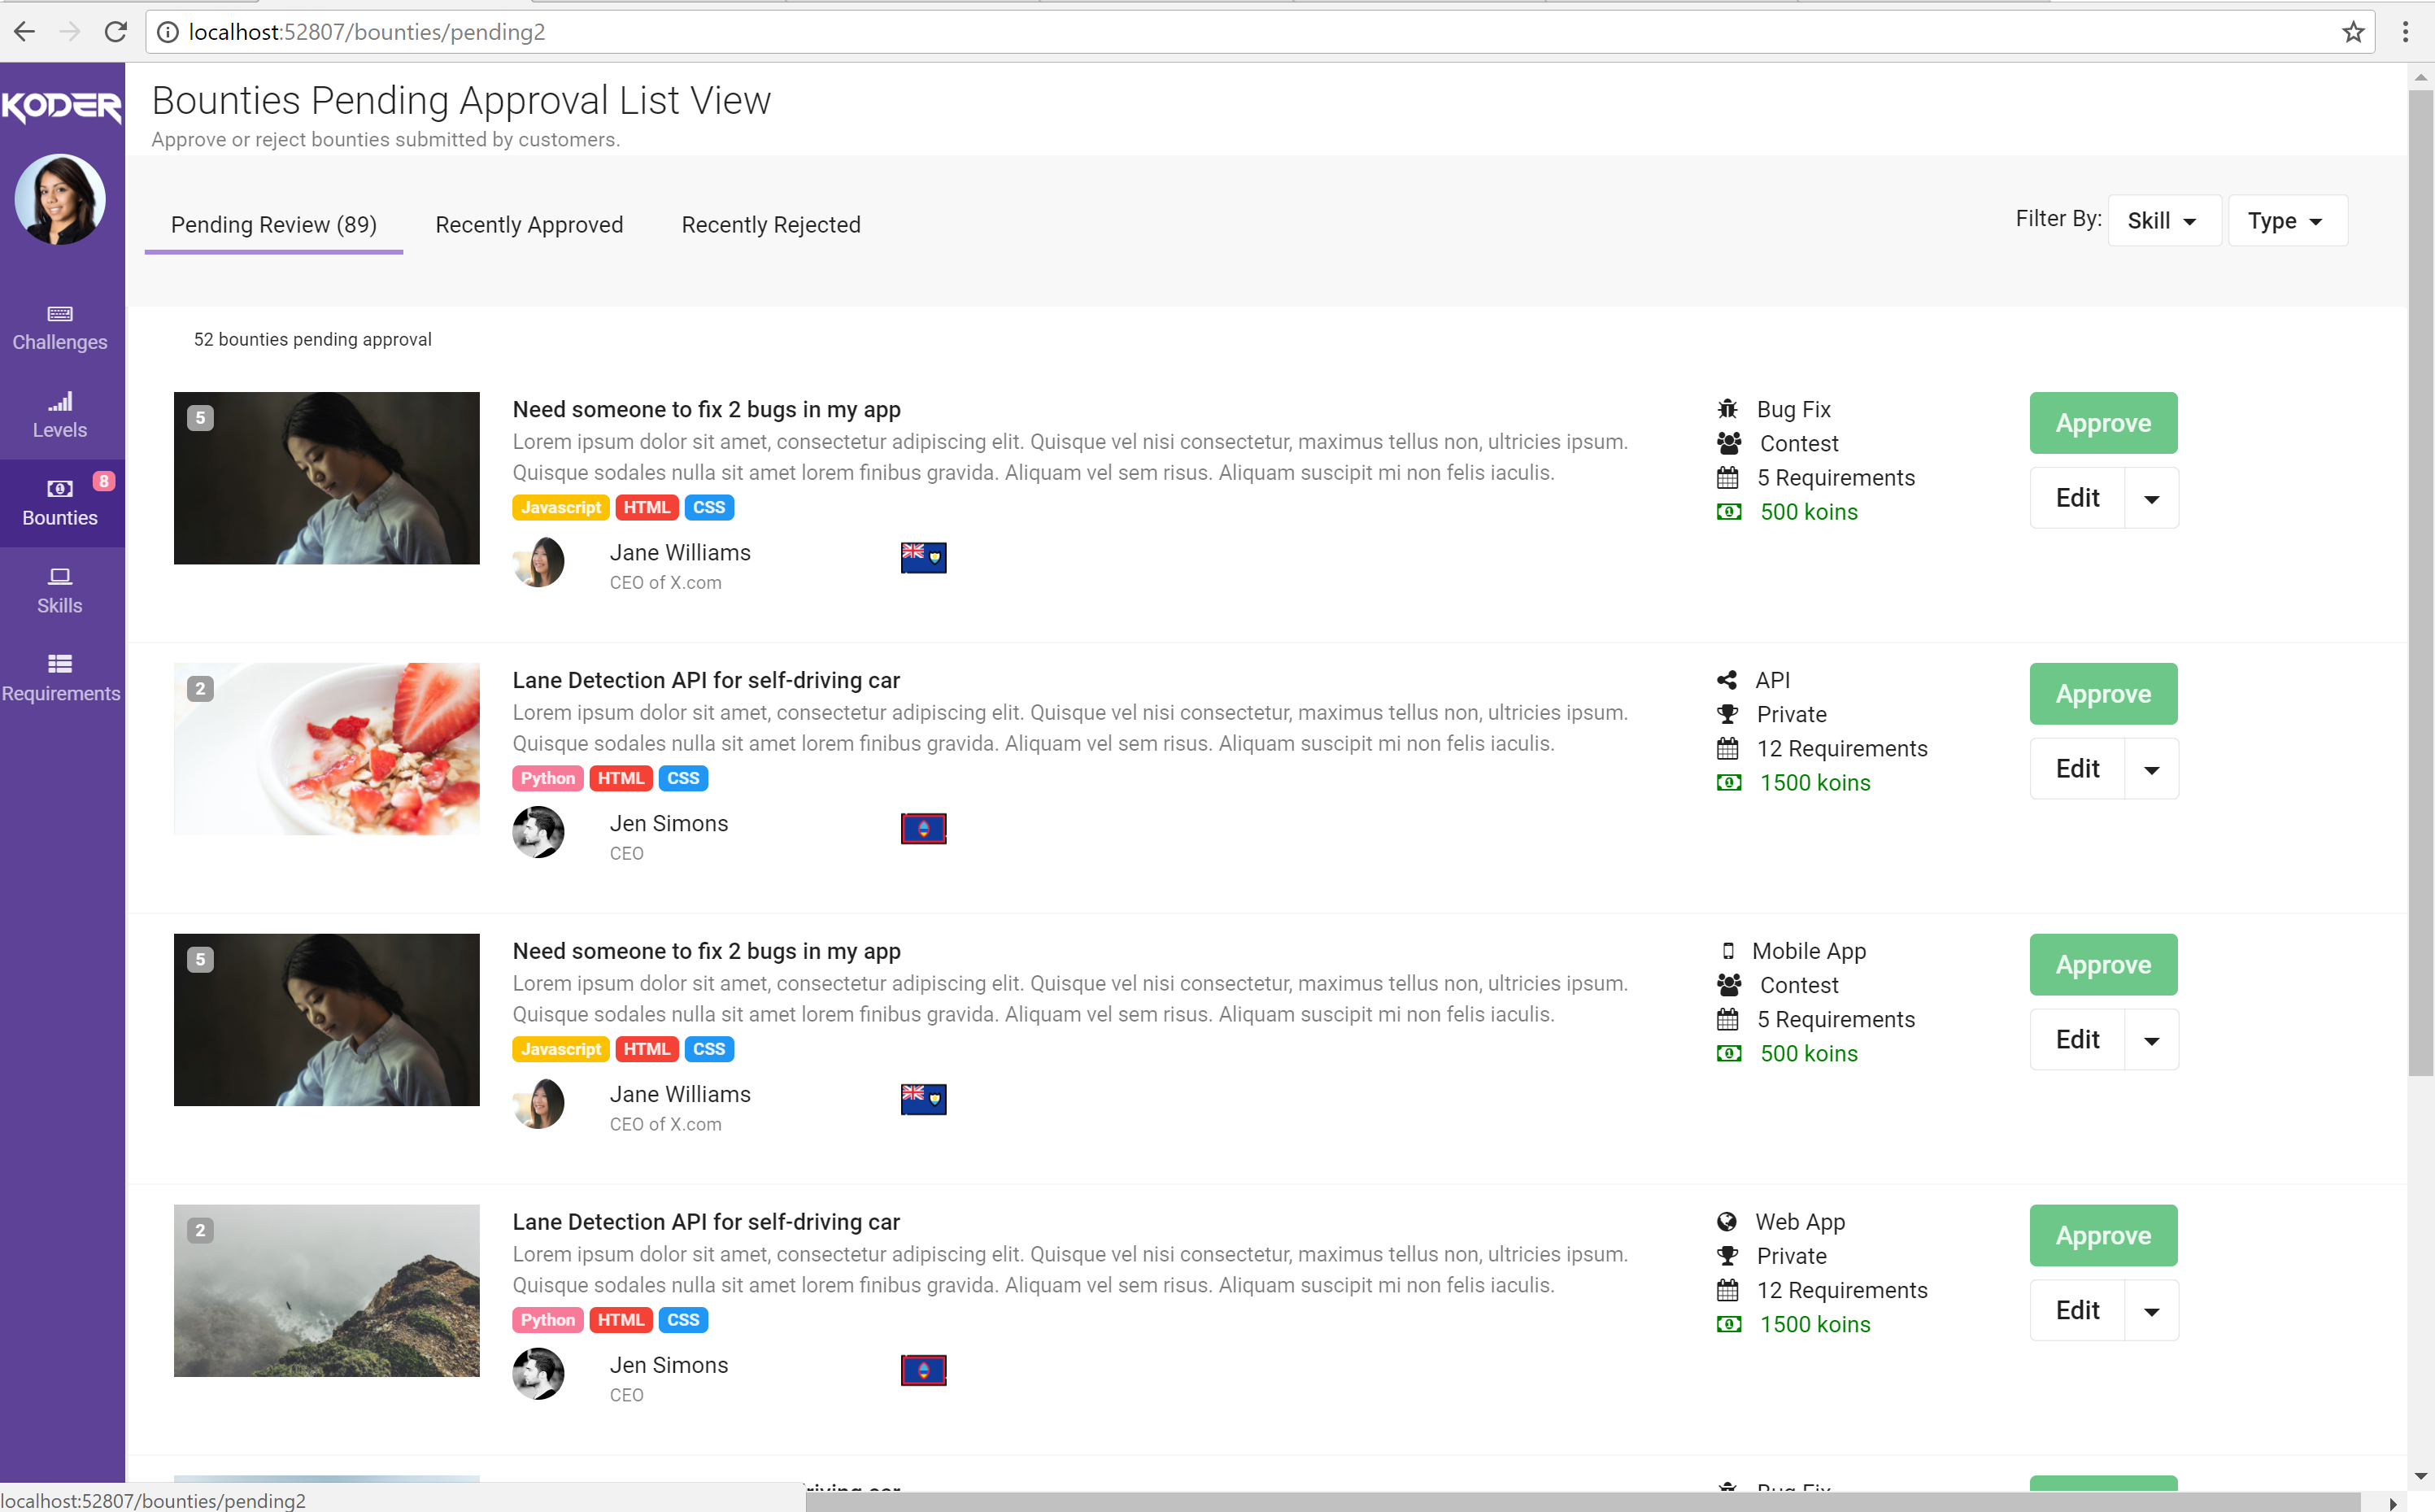 localhost:52807/bounties/pending2
KODER
Bounties Pending Approval List View
Approve or reject bounties submitted by customers.
Pending Review (89)
Recently Approved
Recently Rejected
Filter By:
Skill
Type
Challenges
Levels
8
Bounties
Skills
Requirements
52 bounties pending approval
5
Need someone to fix 2 bugs in my app
Lorem ipsum dolor sit amet, consectetur adipiscing elit. Quisque vel nisi consectetur, maximus tellus non, ultricies ipsum.
Quisque sodales nulla sit amet lorem finibus gravida. Aliquam vel sem risus. Aliquam suscipit mi non felis iaculis.
Javascript HTML CSS
Jane Williams
CEO of X.com
Bug Fix
Contest
5 Requirements
500 koins
Approve
Edit
2
Lane Detection API for self-driving car
Lorem ipsum dolor sit amet, consectetur adipiscing elit. Quisque vel nisi consectetur, maximus tellus non, ultricies ipsum.
Quisque sodales nulla sit amet lorem finibus gravida. Aliquam vel sem risus. Aliquam suscipit mi non felis iaculis.
Python HTML CSS
Jen Simons
CEO
API
Private
12 Requirements
1500 koins
Approve
Edit
5
Need someone to fix 2 bugs in my app
Lorem ipsum dolor sit amet, consectetur adipiscing elit. Quisque vel nisi consectetur, maximus tellus non, ultricies ipsum.
Quisque sodales nulla sit amet lorem finibus gravida. Aliquam vel sem risus. Aliquam suscipit mi non felis iaculis.
Javascript HTML CSS
Jane Williams
CEO of X.com
Mobile App
Contest
5 Requirements
500 koins
Approve
Edit
2
Lane Detection API for self-driving car
Lorem ipsum dolor sit amet, consectetur adipiscing elit. Quisque vel nisi consectetur, maximus tellus non, ultricies ipsum.
Quisque sodales nulla sit amet lorem finibus gravida. Aliquam vel sem risus. Aliquam suscipit mi non felis iaculis.
Python HTML CSS
Jen Simons
CEO
Web App
Private
12 Requirements
1500 koins
Approve
Edit
car
Bug Fix
localhost:52807/bounties/pending2